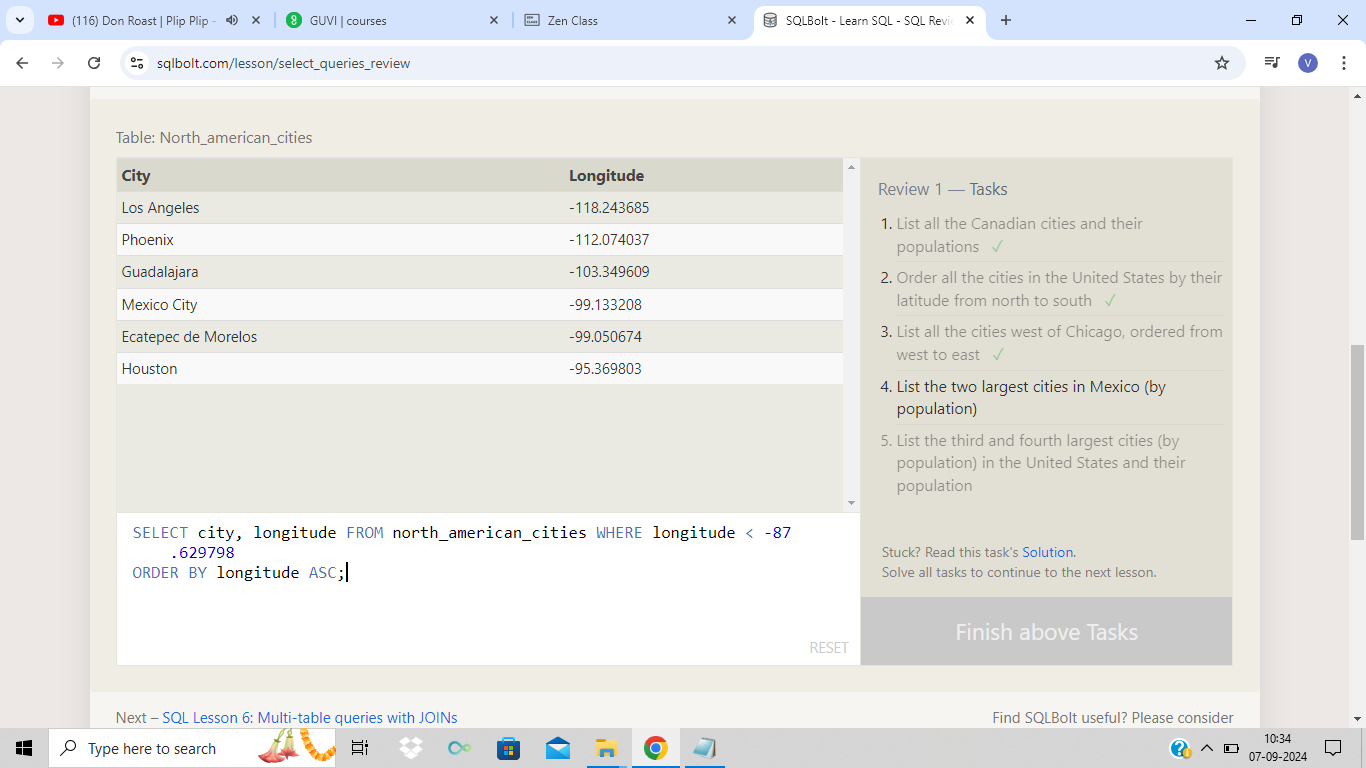 (116) Don Roast | Plip Plip -
GUVI | courses
Zen Class
SQLBolt - Learn SQL - SQL Revie
sqlbolt.com/lesson/select_queries_review
V
Table: North_american_cities
City Longitude
Los Angeles -118.243685
Phoenix -112.074037
Guadalajara -103.349609
Mexico City -99.133208
Ecatepec de Morelos -99.050674
Houston -95.369803
SELECT city, longitude FROM north_american_cities WHERE longitude < -87
.629798
ORDER BY longitude ASC;
RESET
Review 1 — Tasks
1. List all the Canadian cities and their
populations ✓
2. Order all the cities in the United States by their
latitude from north to south ✓
3. List all the cities west of Chicago, ordered from
west to east ✓
4. List the two largest cities in Mexico (by
population)
5. List the third and fourth largest cities (by
population) in the United States and their
population
Stuck? Read this task's Solution.
Solve all tasks to continue to the next lesson.
Finish above Tasks
Next – SQL Lesson 6: Multi-table queries with JOINs
Find SQLBolt useful? Please consider
Type here to search
10:34
07-09-2024